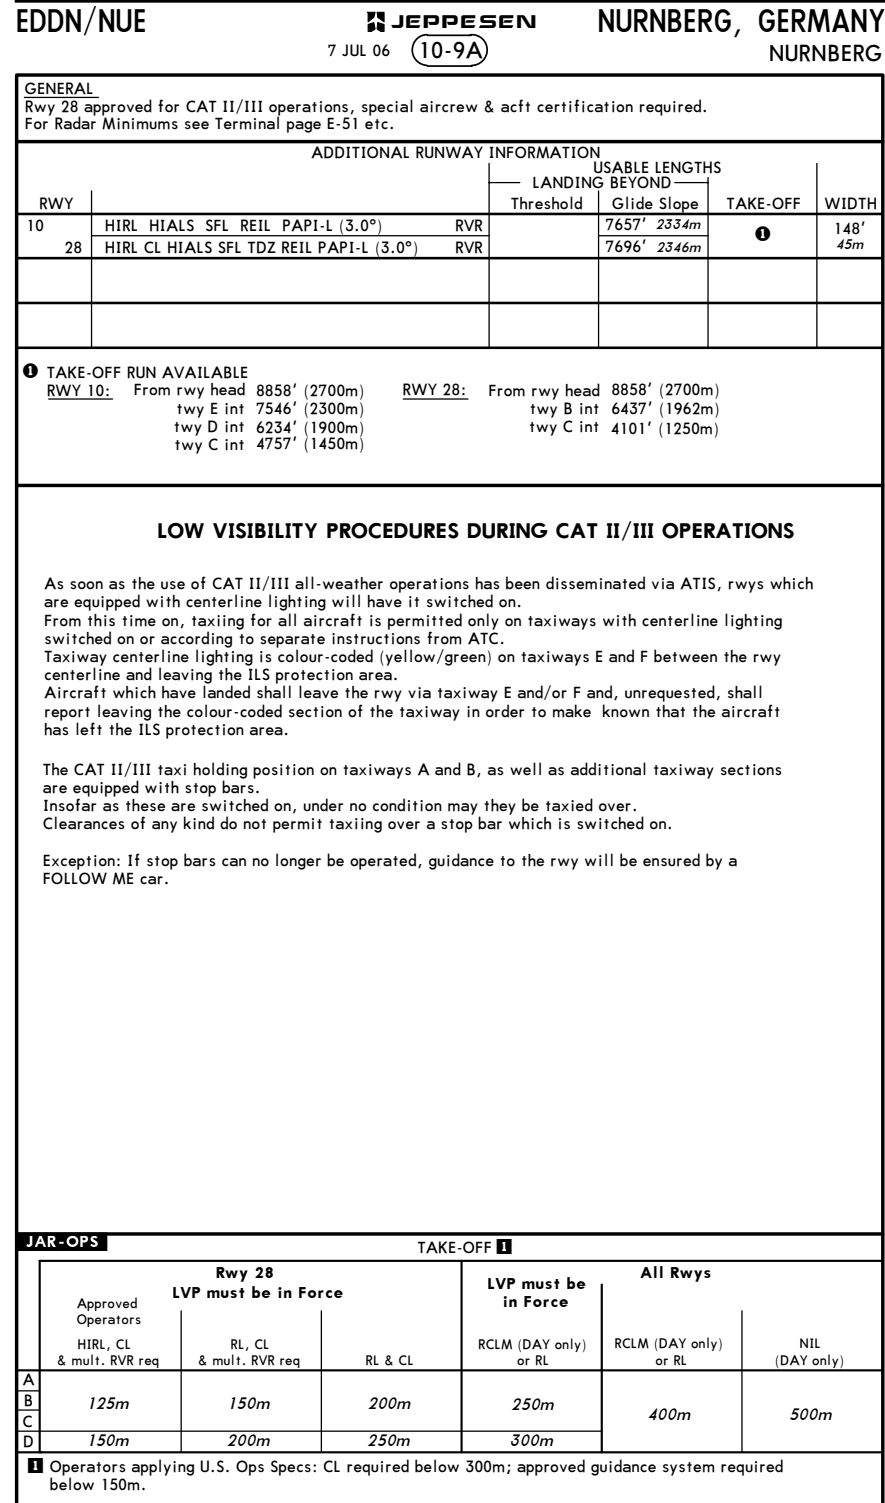 EDDN/NUE JEPPESEN NURNBERG, GERMANY
7 JUL 06 10-9A NURNBERG
GENERAL
Rwy 28 approved for CAT II/III operations, special aircrew & acft certification required.
For Radar Minimums see Terminal page E-51 etc.
ADDITIONAL RUNWAY INFORMATION
USABLE LENGTHS
LANDING BEYOND
RWY Threshold Glide Slope TAKE-OFF WIDTH
10 HIRL HIALS SFL REIL PAPI-L (3.0°) RVR 7657' 2334m 1 148'
28 HIRL CL HIALS SFL TDZ REIL PAPI-L (3.0°) RVR 7696' 2346m 45m
1 TAKE-OFF RUN AVAILABLE
RWY 10: From rwy head 8858' (2700m) RWY 28: From rwy head 8858' (2700m)
twy E int 7546' (2300m) twy B int 6437' (1962m)
twy D int 6234' (1900m) twy C int 4101' (1250m)
twy C int 4757' (1450m)
LOW VISIBILITY PROCEDURES DURING CAT II/III OPERATIONS
As soon as the use of CAT II/III all-weather operations has been disseminated via ATIS, rwys which
are equipped with centerline lighting will have it switched on.
From this time on, taxiing for all aircraft is permitted only on taxiways with centerline lighting
switched on or according to separate instructions from ATC.
Taxiway centerline lighting is colour-coded (yellow/green) on taxiways E and F between the rwy
centerline and leaving the ILS protection area.
Aircraft which have landed shall leave the rwy via taxiway E and/or F and, unrequested, shall
report leaving the colour-coded section of the taxiway in order to make known that the aircraft
has left the ILS protection area.
The CAT II/III taxi holding position on taxiways A and B, as well as additional taxiway sections
are equipped with stop bars.
Insofar as these are switched on, under no condition may they be taxied over.
Clearances of any kind do not permit taxiing over a stop bar which is switched on.
Exception: If stop bars can no longer be operated, guidance to the rwy will be ensured by a
FOLLOW ME car.
JAR-OPS TAKE-OFF 1
Rwy 28 All Rwys
LVP must be in Force LVP must be
in Force
Approved
Operators
HIRL, CL RL, CL RCLM (DAY only) RCLM (DAY only) NIL
& mult. RVR req & mult. RVR req RL & CL or RL or RL (DAY only)
A
B 125m 150m 200m 250m
C 400m 500m
D 150m 200m 250m 300m
1 Operators applying U.S. Ops Specs: CL required below 300m; approved guidance system required
below 150m.